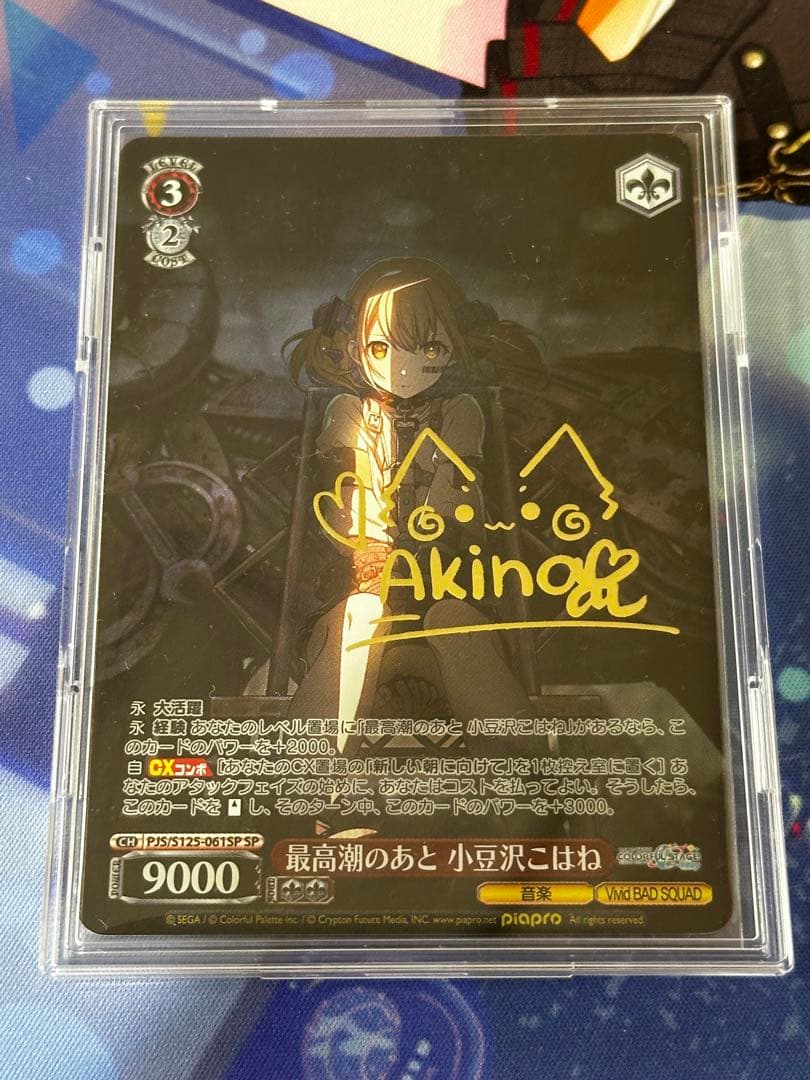 LEVEL
3
2
COST
Akino
永 大活躍
永 経験 あなたのレベル置場に「最高潮のあと 小豆沢こはね」があるなら、こ
のカードのパワーを+2000。
自 CXコンボ [あなたのCX置場の「新しい朝に向けて」を1枚控え室に置く] あ
なたのアタックフェイズの始めに、あなたはコストを払ってよい。そうしたら、
このカードを し、そのターン中、このカードのパワーを+3000。
CH PJS/S125-061SP SP
POWER 9000 SOUL
最高潮のあと 小豆沢こはね
COLORFUL STAGE
音楽 Vivid BAD SQUAD
© SEGA / © Colorful Palette Inc. / © Crypton Future Media, INC. www.piapro.net piapro All rights reserved.